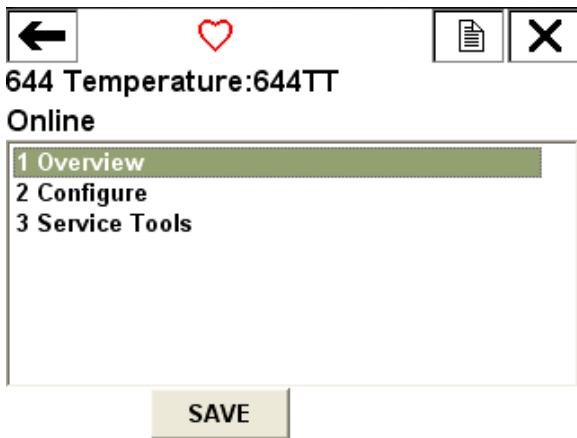 644 Temperature:644TT
Online
1 Overview
2 Configure
3 Service Tools
SAVE